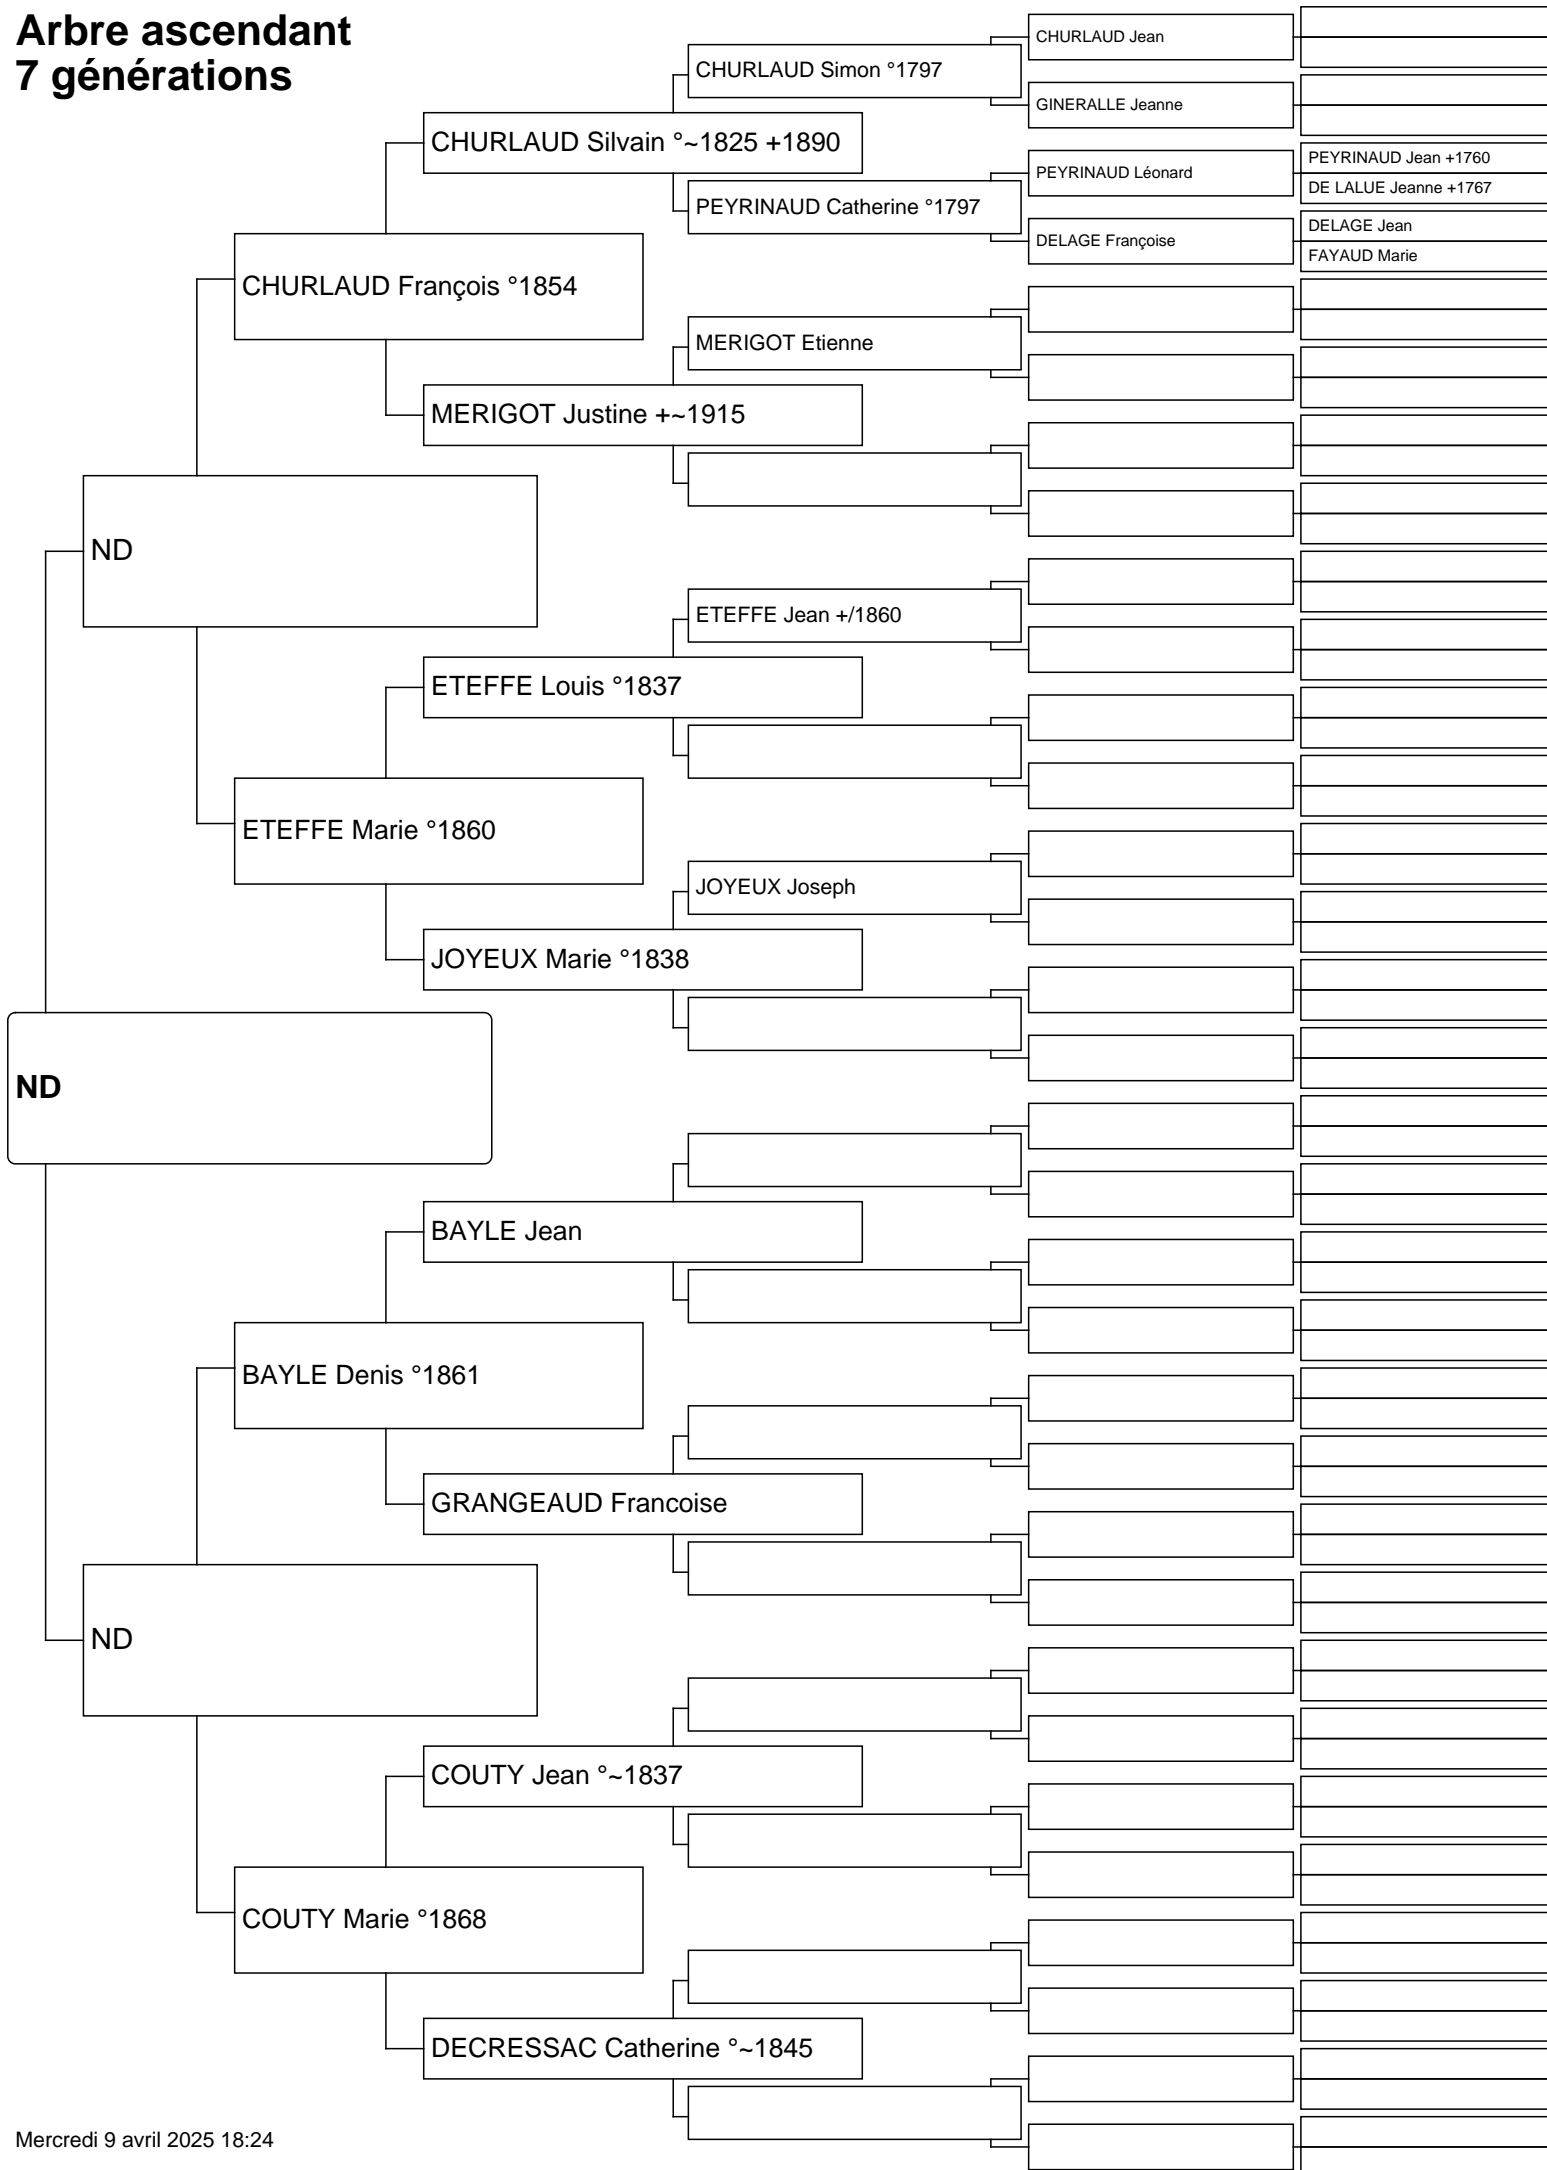 Arbre ascendant
7 générations
CHURLAUD Jean
CHURLAUD Simon °1797
GINERALLE Jeanne
CHURLAUD Silvain °~1825 +1890
PEYRINAUD Jean +1760
PEYRINAUD Léonard
DE LALUE Jeanne +1767
PEYRINAUD Catherine °1797
DELAGE Jean
DELAGE Françoise
FAYAUD Marie
CHURLAUD François °1854
MERIGOT Etienne
MERIGOT Justine +~1915
ND
ETEFFE Jean +/1860
ETEFFE Louis °1837
ETEFFE Marie °1860
JOYEUX Joseph
JOYEUX Marie °1838
ND
BAYLE Jean
BAYLE Denis °1861
GRANGEAUD Francoise
ND
COUTY Jean °~1837
COUTY Marie °1868
DECRESSAC Catherine °~1845
Mercredi 9 avril 2025 18:24